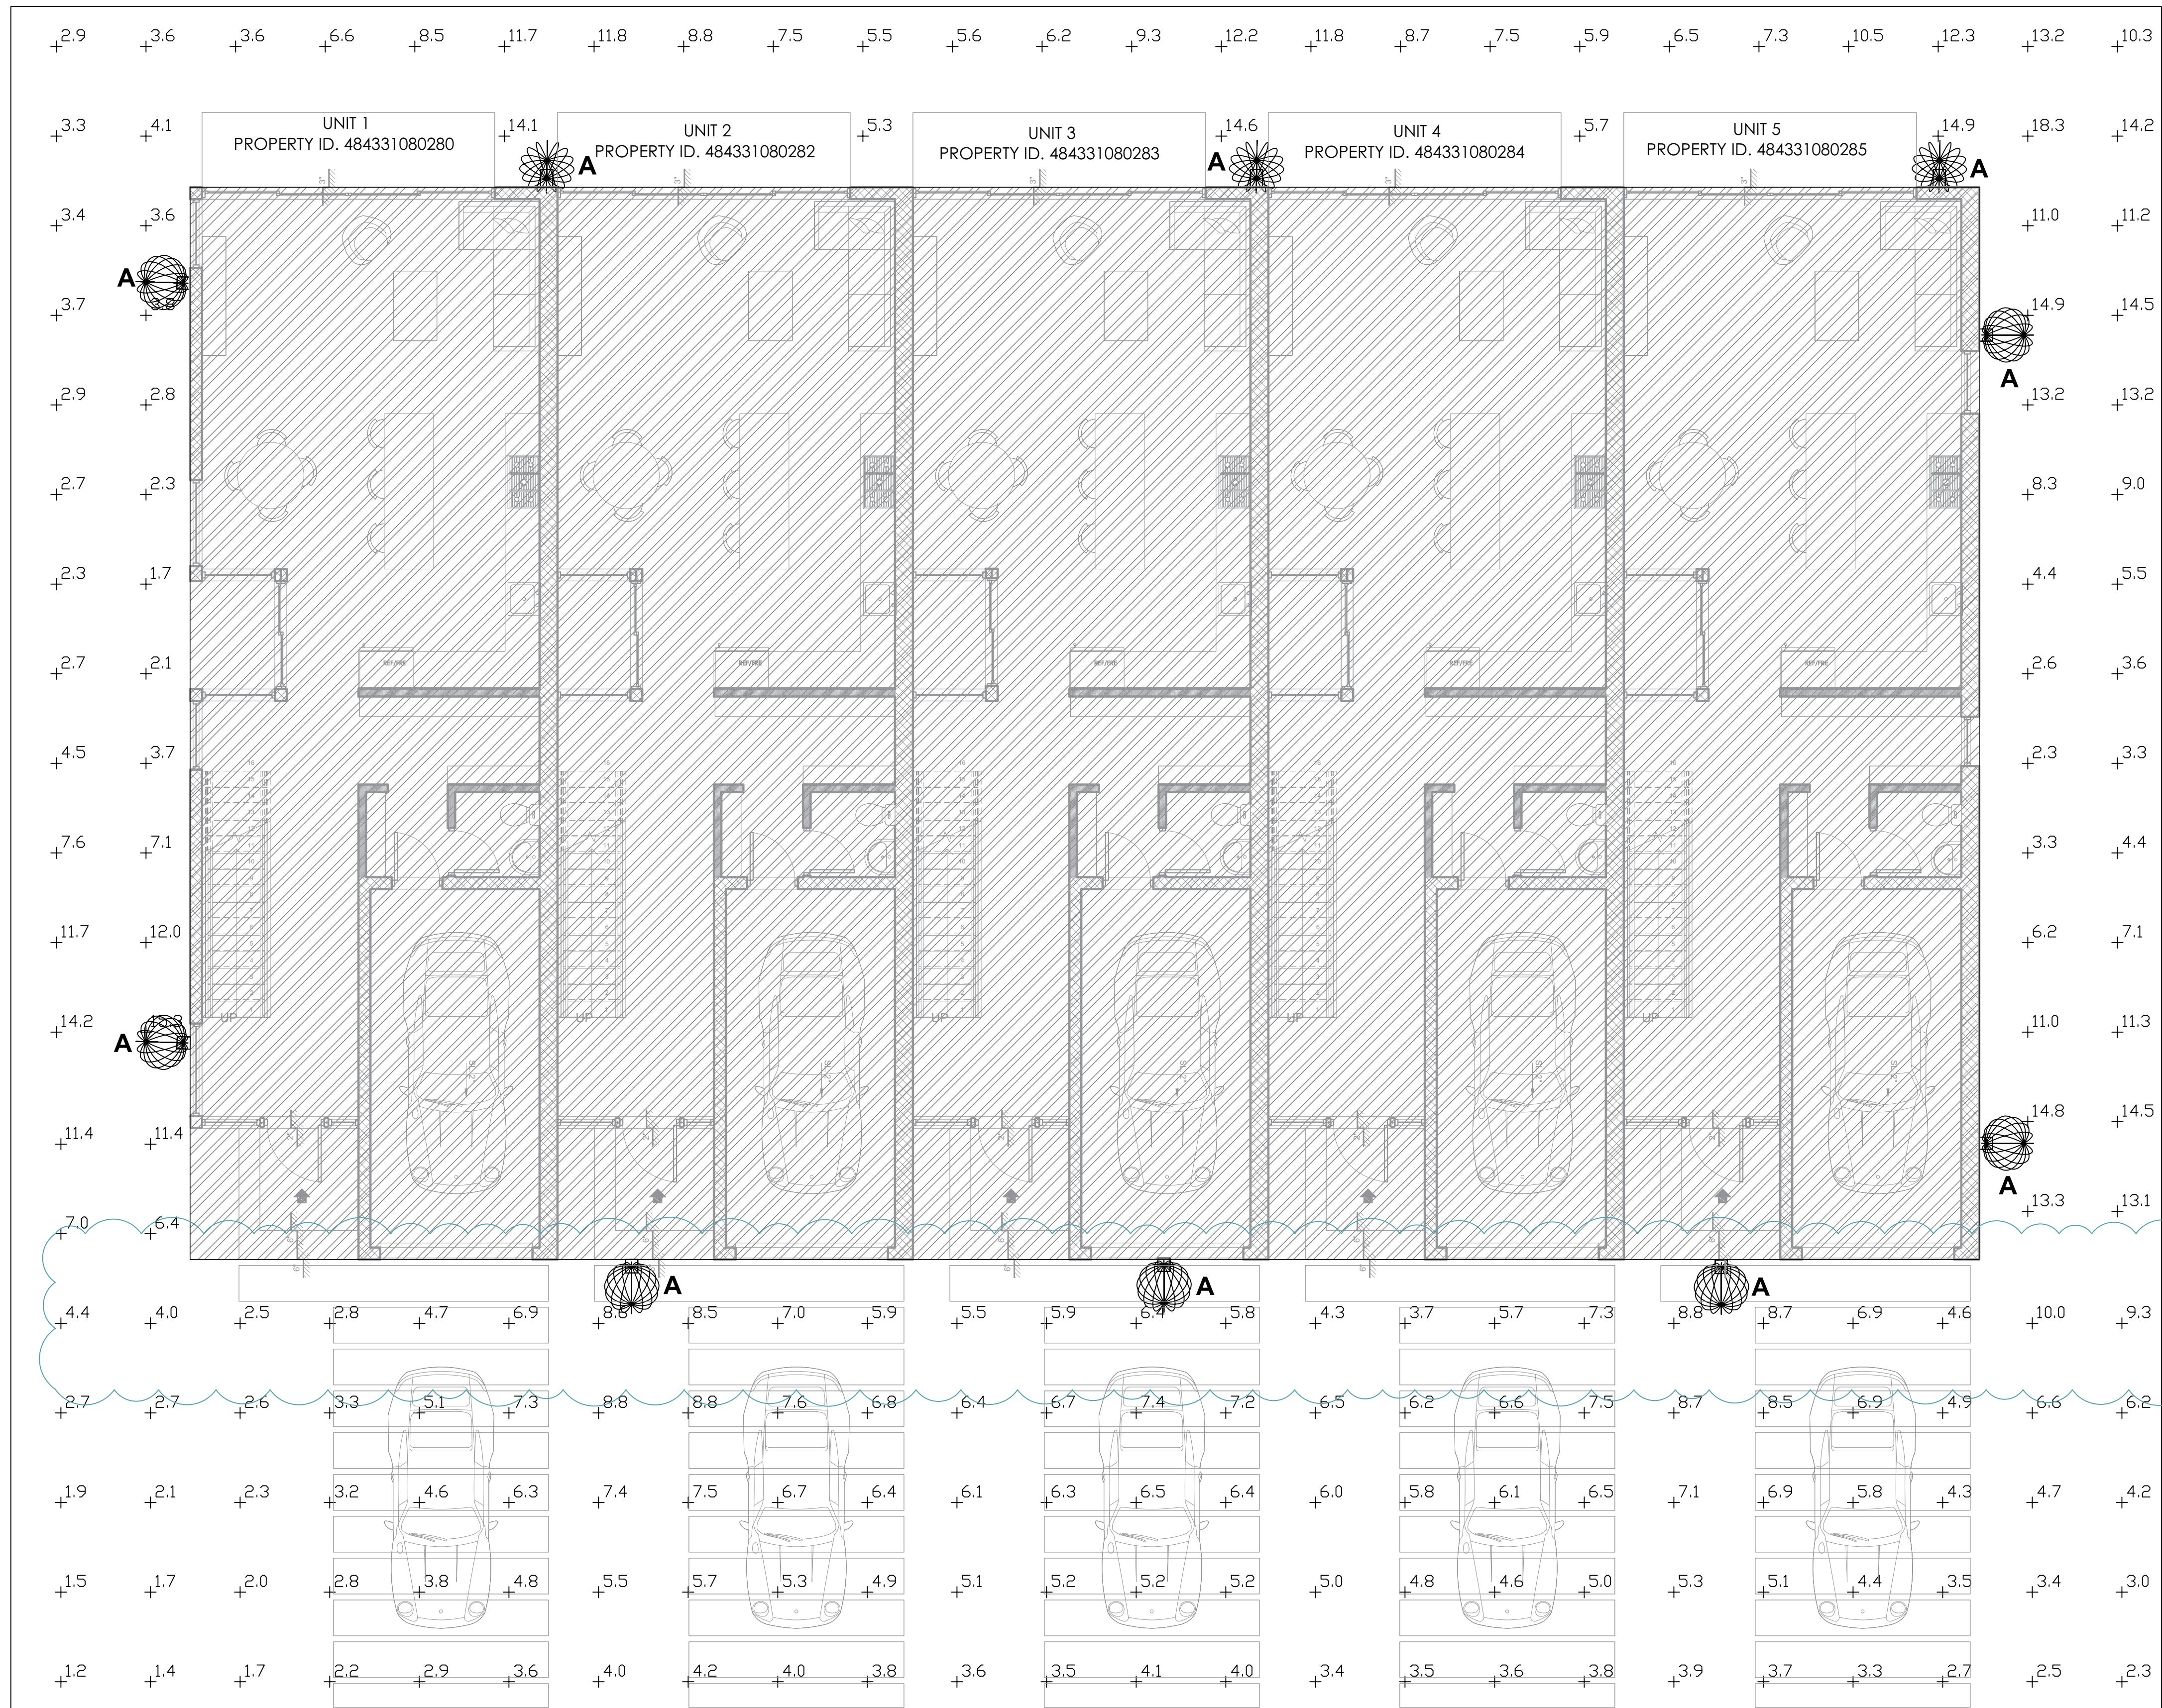 2.9 3.6 3.6 6.6 8.5 11.7 11.8 8.8 7.5 5.5 5.6 6.2 9.3 12.2 11.8 8.7 7.5 5.9 6.5 7.3 10.5 12.3 13.2 10.3
UNIT 1
PROPERTY ID. 484331080280
UNIT 2
PROPERTY ID. 484331080282
UNIT 3
PROPERTY ID. 484331080283
UNIT 4
PROPERTY ID. 484331080284
UNIT 5
PROPERTY ID. 484331080285
3.3 4.1 14.1 5.3 14.6 5.7 14.9 18.3 14.2
A A A
3" 3" 3" 3" 3"
3.4 3.6 11.0 11.2
A
3.7 14.9 14.5
A
2.9 2.8 13.2 13.2
2.7 2.3 8.3 9.0
2.3 1.7 4.4 5.5
REF/FRE REF/FRE REF/FRE REF/FRE REF/FRE
2.7 2.1 2.6 3.6
4.5 3.7 2.3 3.3
7.6 7.1 3.3 4.4
11.7 12.0 6.2 7.1
UP UP UP UP UP
14.2 11.0 11.3
A
11.4 11.4 14.8 14.5
A
7.0 6.4 13.3 13.1
6" 6" 6" 6" 6"
A A A
4.4 4.0 2.5 2.8 4.7 6.9 8.5 7.0 5.9 5.5 5.9 6.4 5.8 4.3 3.7 5.7 7.3 8.8 8.7 6.9 4.6 10.0 9.3
2.7 2.7 2.6 3.3 5.1 7.3 8.8 8.8 7.6 6.8 6.4 6.7 7.4 7.2 6.5 6.2 6.6 7.5 8.7 8.5 6.9 4.9 6.6 6.2
1.9 2.1 2.3 3.2 4.6 6.3 7.4 7.5 6.7 6.4 6.1 6.3 6.5 6.4 6.0 5.8 6.1 6.5 7.1 6.9 5.8 4.3 4.7 4.2
1.5 1.7 2.0 2.8 3.8 4.8 5.5 5.7 5.3 4.9 5.1 5.2 5.2 5.2 5.0 4.8 4.6 5.0 5.3 5.1 4.4 3.5 3.4 3.0
1.2 1.4 1.7 2.2 2.9 3.6 4.0 4.2 4.0 3.8 3.6 3.5 4.1 4.0 3.4 3.5 3.6 3.8 3.9 3.7 3.3 2.7 2.5 2.3